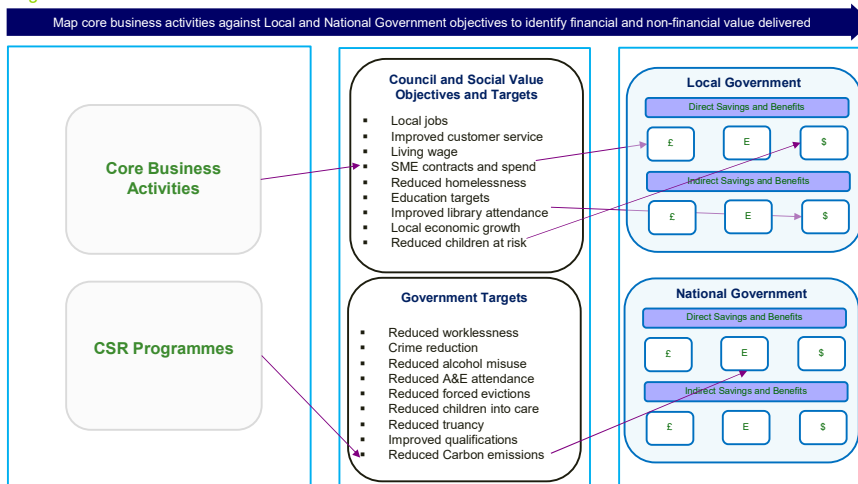 Map core business activities against Local and National Government objectives to identify financial and non-financial value delivered
Core Business
Activities
CSR Programmes
Council and Social Value
Objectives and Targets
▪ Local jobs
▪ Improved customer service
▪ Living wage
▪ SME contracts and spend
▪ Reduced homelessness
▪ Education targets
▪ Improved library attendance
▪ Local economic growth
▪ Reduced children at risk
Government Targets
▪ Reduced worklessness
▪ Crime reduction
▪ Reduced alcohol misuse
▪ Reduced A&E attendance
▪ Reduced forced evictions
▪ Reduced children into care
▪ Reduced truancy
▪ Improved qualifications
▪ Reduced Carbon emissions
Local Government
Direct Savings and Benefits
£ E $
Indirect Savings and Benefits
£ E $
National Government
Direct Savings and Benefits
£ E $
Indirect Savings and Benefits
£ E $